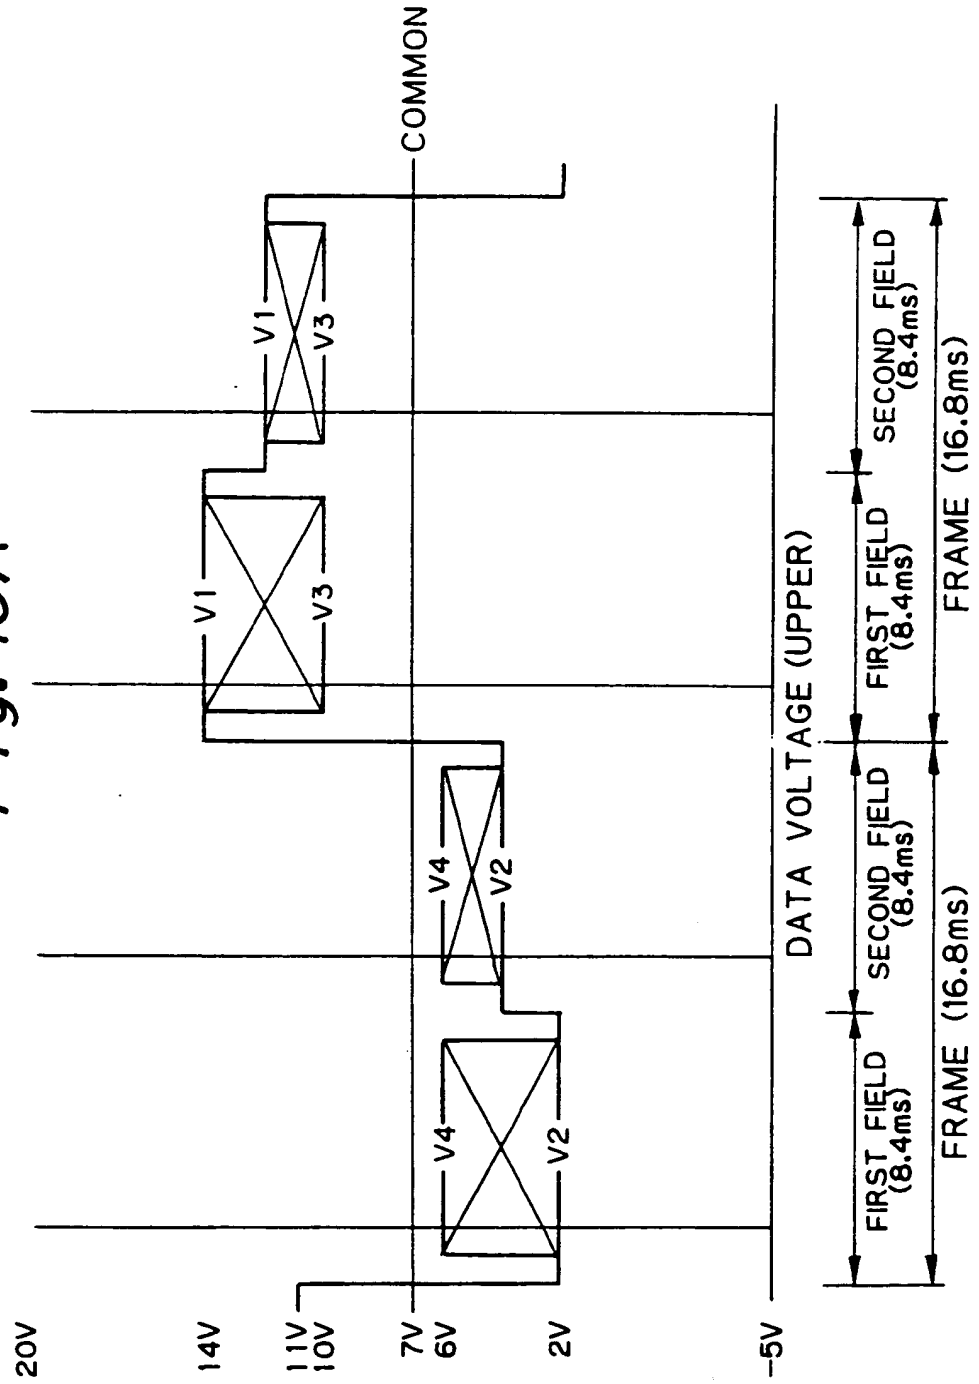 20V
14V
11V
10V
7V
6V
2V
-5V
V1
V3
V1
V3
V4
V2
V4
V2
COMMON
DATA VOLTAGE (UPPER)
FIRST FIELD
(8.4ms)
SECOND FIELD
(8.4ms)
FIRST FIELD
(8.4ms)
SECOND FIELD
(8.4ms)
FRAME (16.8ms)
FRAME (16.8ms)